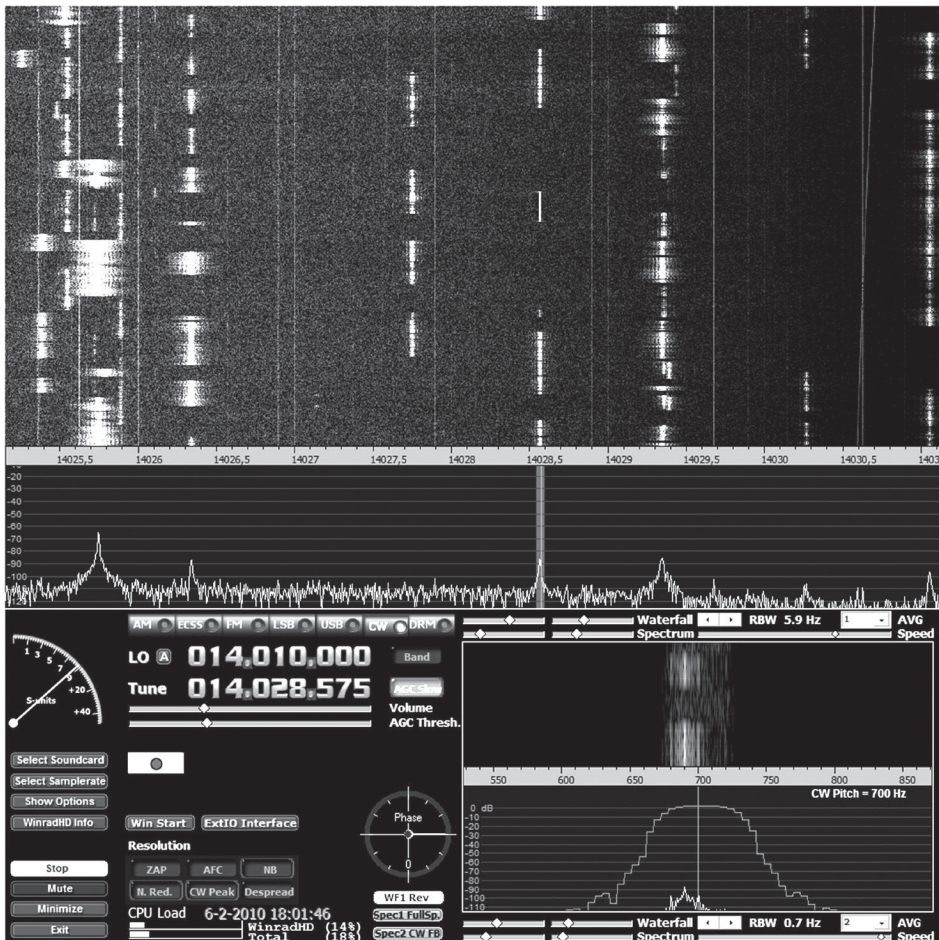 14025,5 14026 14026,5 14027 14027,5 14028 14028,5 14029 14029,5 14030 14030,5
-20
-30
-40
-50
-60
-70
-80
-90
-100
AM ECSS FM LSB USB CW DRM
LO A 014.010.000 Band
Tune 014.028.575 AGC Slow
Volume
AGC Thresh.
1 3 5 7 9 +20 +40
S-units
Waterfall RBW 5.9 Hz 1 AVG
Spectrum Speed
Select Soundcard
Select Samplerate
Show Options
WinradHD Info
Win Start ExtIO Interface
Resolution
ZAP AFC NB
N. Red. CW Peak Despread
Stop
Mute
Minimize
Exit
CPU Load 6-2-2010 18:01:46
WinradHD (14%)
Total (18%)
Phase
0
WF1 Rev
Spec1 FullSp.
Spec2 CW FB
550 600 650 700 750 800 850
CW Pitch = 700 Hz
0 dB
-10
-20
-30
-40
-50
-60
-70
-80
-90
-100
-110
Waterfall RBW 0.7 Hz 2 AVG
Spectrum Speed